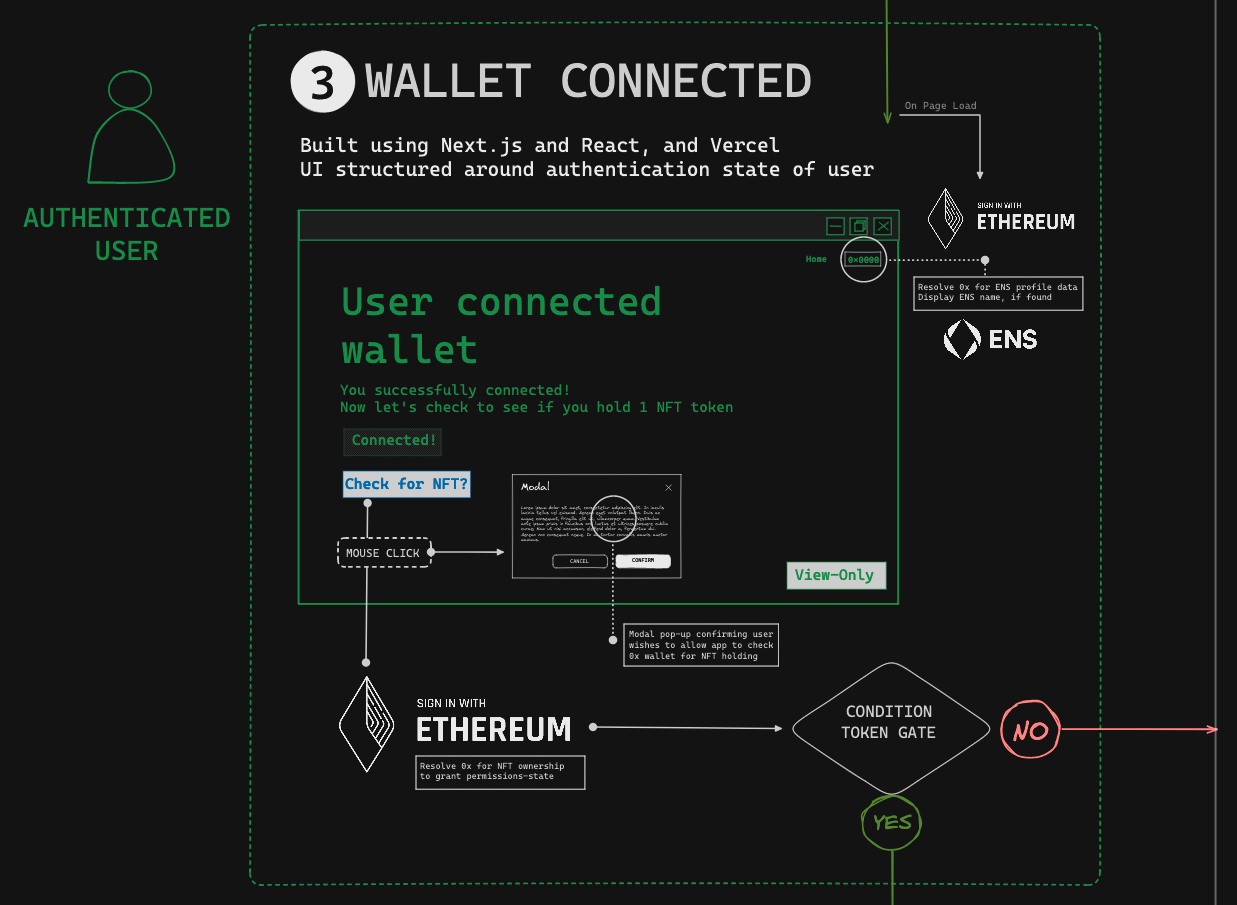 3 WALLET CONNECTED
On Page Load
Built using Next.js and React, and Vercel
UI structured around authentication state of user
AUTHENTICATED
USER
SIGN IN WITH
ETHEREUM
Home
0x0000
Resolve 0x for ENS profile data
Display ENS name, if found
ENS
User connected
wallet
You successfully connected!
Now let's check to see if you hold 1 NFT token
Connected!
Check for NFT?
MOUSE CLICK
Modal
CANCEL
CONFIRM
View-Only
Modal pop-up confirming user
wishes to allow app to check
0x wallet for NFT holding
SIGN IN WITH
ETHEREUM
Resolve 0x for NFT ownership
to grant permissions-state
CONDITION
TOKEN GATE
NO
YES